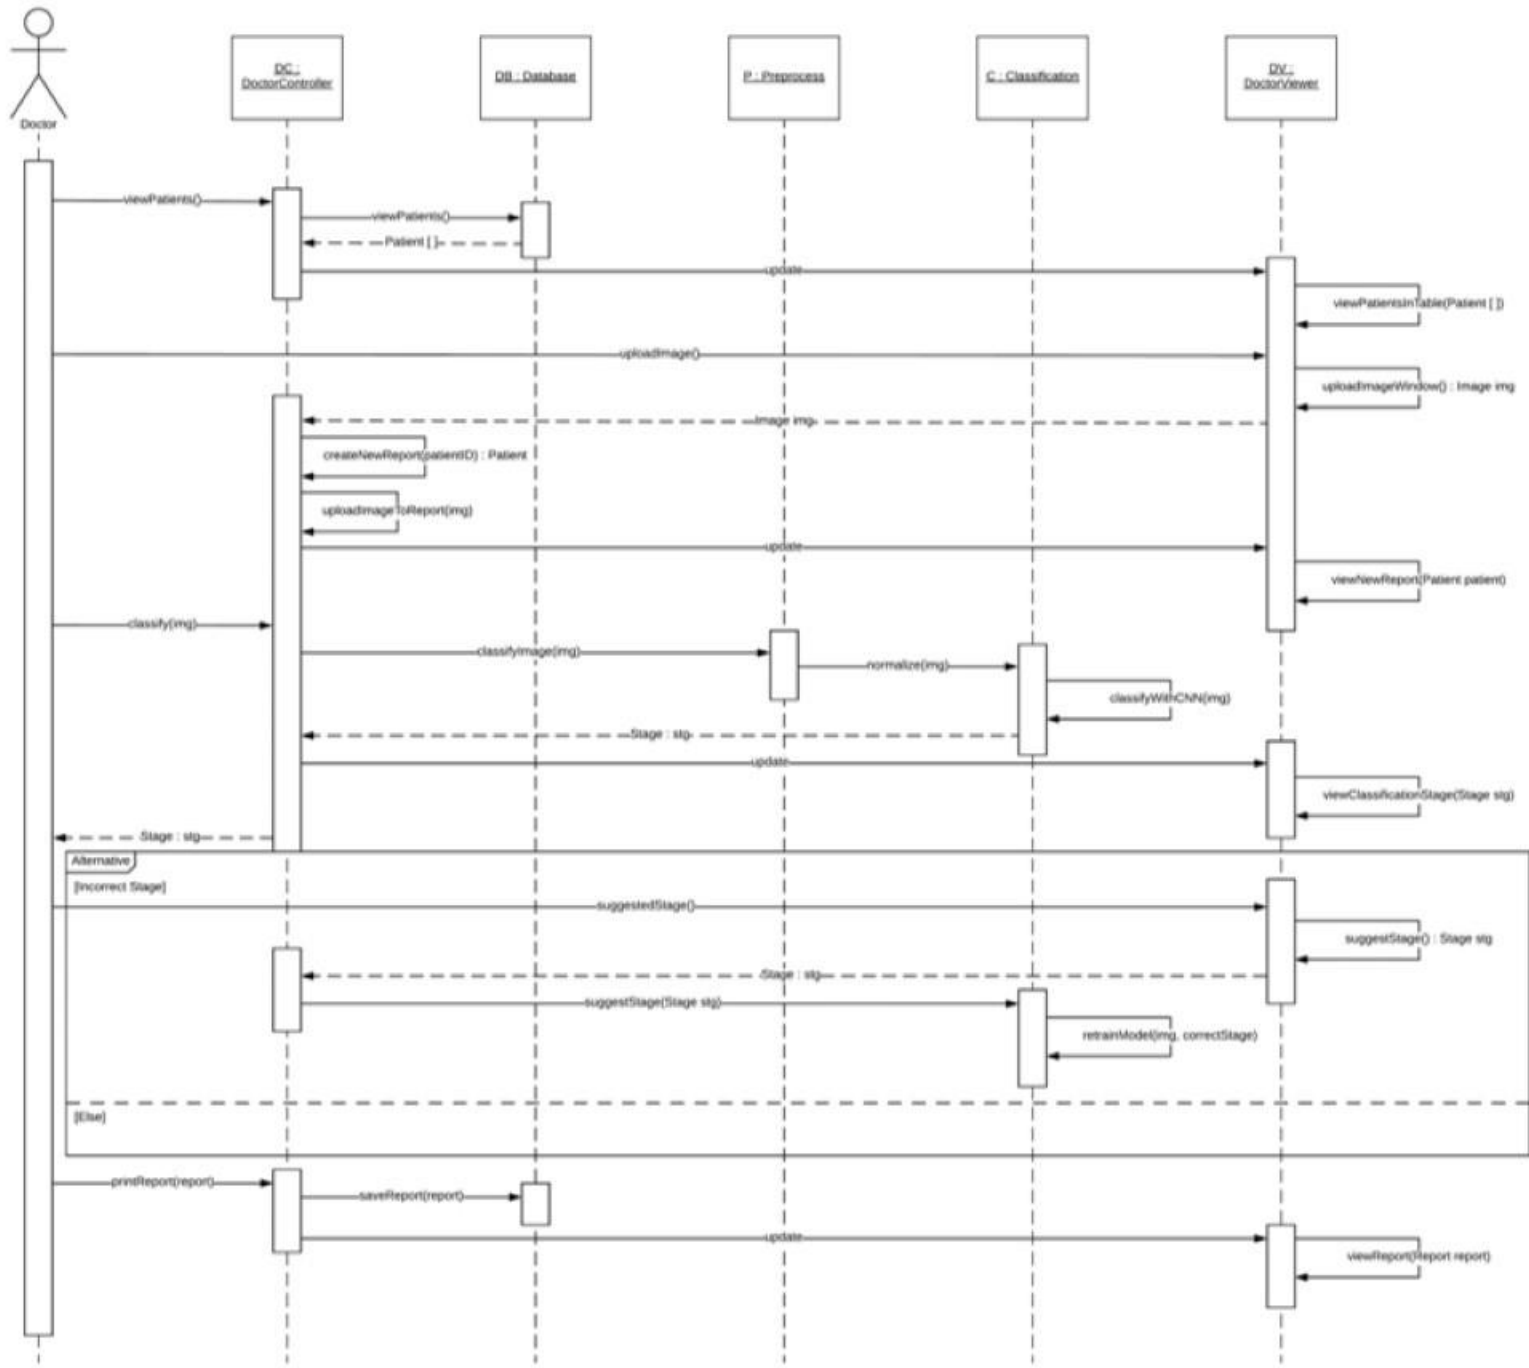 DC :
DoctorController
DB : Database
P : Preprocess
C : Classification
DV :
DoctorViewer
Doctor
viewPatients()
viewPatients()
Patient [ ]
update
viewPatientsInTable(Patient [ ])
uploadImage()
uploadImageWindow() : Image img
Image img
createNewReport(patientID) : Patient
uploadImageToReport(img)
update
viewNewReport(Patient patient)
classify(img)
classifyImage(img)
normalize(img)
classifyWithCNN(img)
Stage : stg
update
viewClassificationStage(Stage stg)
Stage : stg
Alternative
[Incorrect Stage]
suggestedStage()
suggestStage() : Stage stg
Stage : stg
suggestStage(Stage stg)
retrainModel(img, correctStage)
[Else]
printReport(report)
saveReport(report)
update
viewReport(Report report)